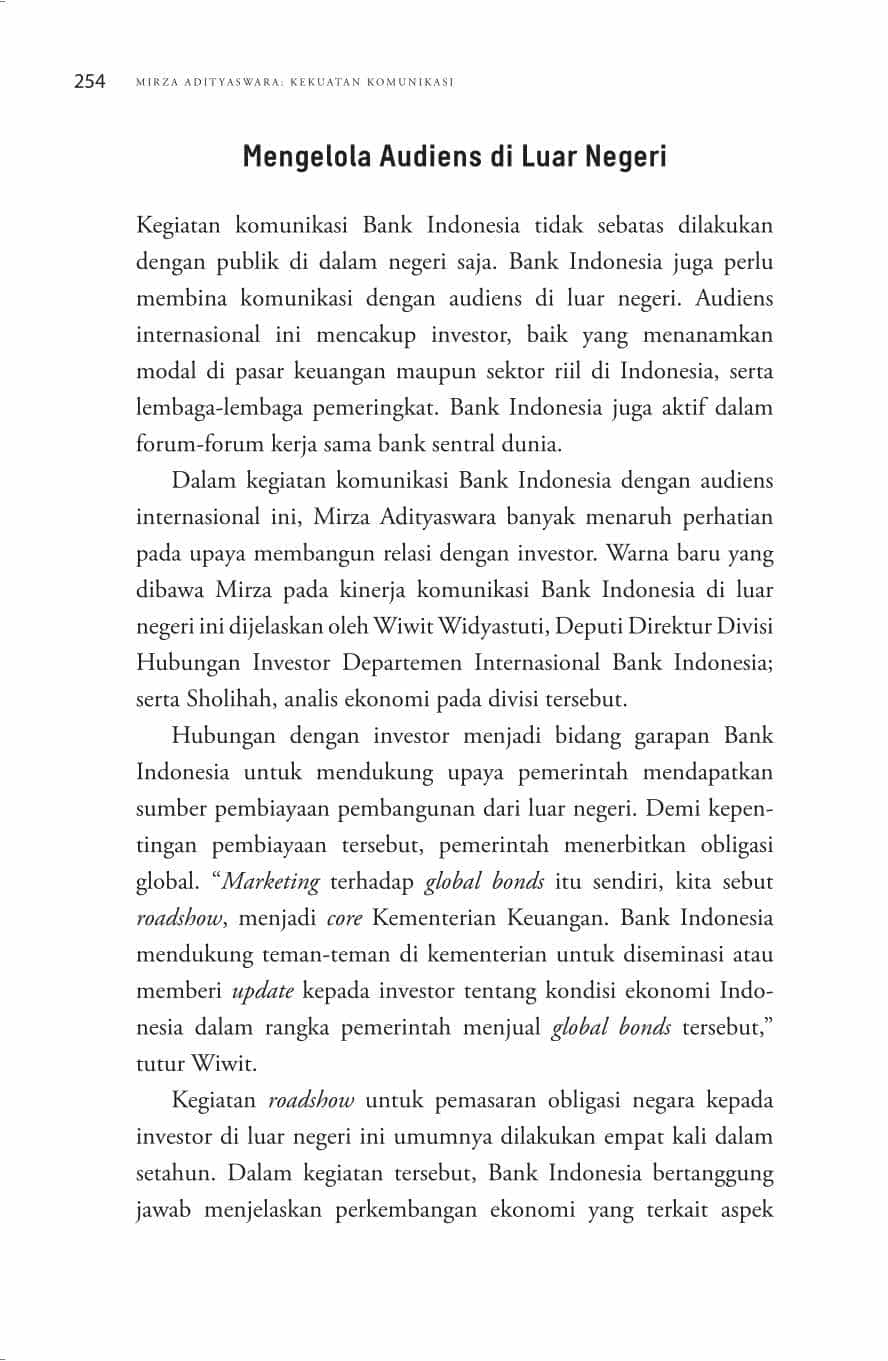 254 MIRZA ADITYASWARA: KEKUATAN KOMUNIKASI
Mengelola Audiens di Luar Negeri
Kegiatan komunikasi Bank Indonesia tidak sebatas dilakukan
dengan publik di dalam negeri saja. Bank Indonesia juga perlu
membina komunikasi dengan audiens di luar negeri. Audiens
internasional ini mencakup investor, baik yang menanamkan
modal di pasar keuangan maupun sektor riil di Indonesia, serta
lembaga-lembaga pemeringkat. Bank Indonesia juga aktif dalam
forum-forum kerja sama bank sentral dunia.
Dalam kegiatan komunikasi Bank Indonesia dengan audiens
internasional ini, Mirza Adityaswara banyak menaruh perhatian
pada upaya membangun relasi dengan investor. Warna baru yang
dibawa Mirza pada kinerja komunikasi Bank Indonesia di luar
negeri ini dijelaskan oleh Wiwit Widyastuti, Deputi Direktur Divisi
Hubungan Investor Departemen Internasional Bank Indonesia;
serta Sholihah, analis ekonomi pada divisi tersebut.
Hubungan dengan investor menjadi bidang garapan Bank
Indonesia untuk mendukung upaya pemerintah mendapatkan
sumber pembiayaan pembangunan dari luar negeri. Demi kepen-
tingan pembiayaan tersebut, pemerintah menerbitkan obligasi
global. “Marketing terhadap global bonds itu sendiri, kita sebut
roadshow, menjadi core Kementerian Keuangan. Bank Indonesia
mendukung teman-teman di kementerian untuk diseminasi atau
memberi update kepada investor tentang kondisi ekonomi Indo-
nesia dalam rangka pemerintah menjual global bonds tersebut,”
tutur Wiwit.
Kegiatan roadshow untuk pemasaran obligasi negara kepada
investor di luar negeri ini umumnya dilakukan empat kali dalam
setahun. Dalam kegiatan tersebut, Bank Indonesia bertanggung
jawab menjelaskan perkembangan ekonomi yang terkait aspek